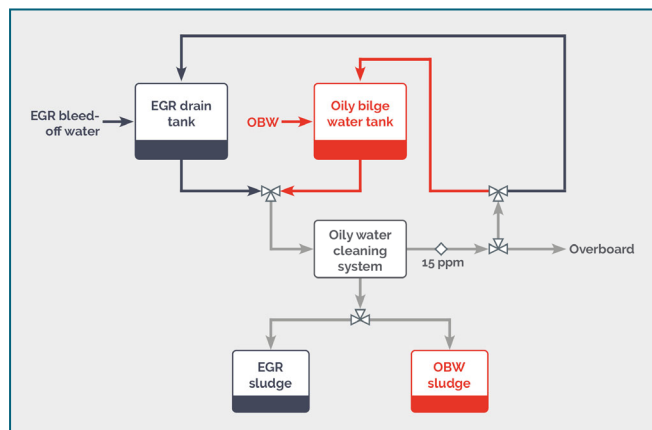 EGR drain
tank
Oily bilge
water tank
EGR bleed-
off water
OBW
Oily water
cleaning
system
15 ppm
Overboard
EGR
sludge
OBW
sludge